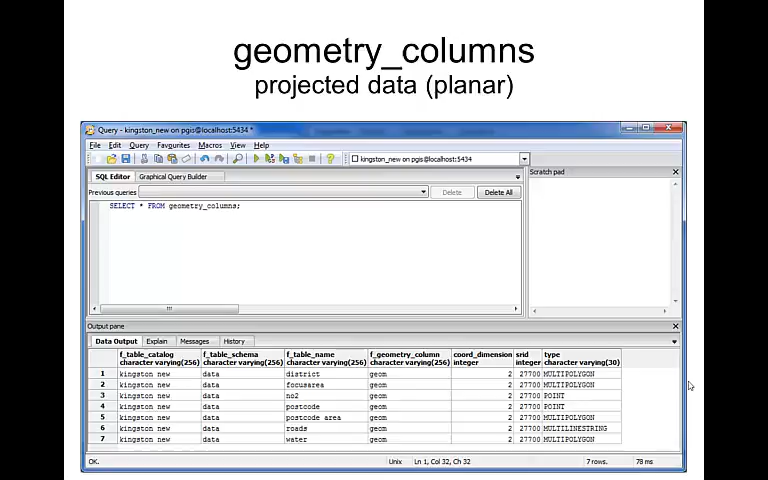 geometry_columns
projected data (planar)
Query - kingston_new on pgis@localhost:5434 *
File Edit Query Favourites Macros View Help
kingston_new on pgis@localhost:5434
SQL Editor Graphical Query Builder
Scratch pad
Previous queries Delete Delete All
SELECT * FROM geometry_columns;
Output pane
Data Output Explain Messages History
f_table_catalog f_table_schema f_table_name f_geometry_column coord_dimension srid type
character varying(256) character varying(256) character varying(256) character varying(256) integer integer character varying(30)
1 kingston_new data district geom 2 27700 MULTIPOLYGON
2 kingston_new data focusarea geom 2 27700 MULTIPOLYGON
3 kingston_new data no2 geom 2 27700 POINT
4 kingston_new data postcode geom 2 27700 POINT
5 kingston_new data postcode_area geom 2 27700 MULTIPOLYGON
6 kingston_new data roads geom 2 27700 MULTILINESTRING
7 kingston_new data water geom 2 27700 MULTIPOLYGON
OK. Unix Ln 1, Col 32, Ch 32 7 rows. 78 ms